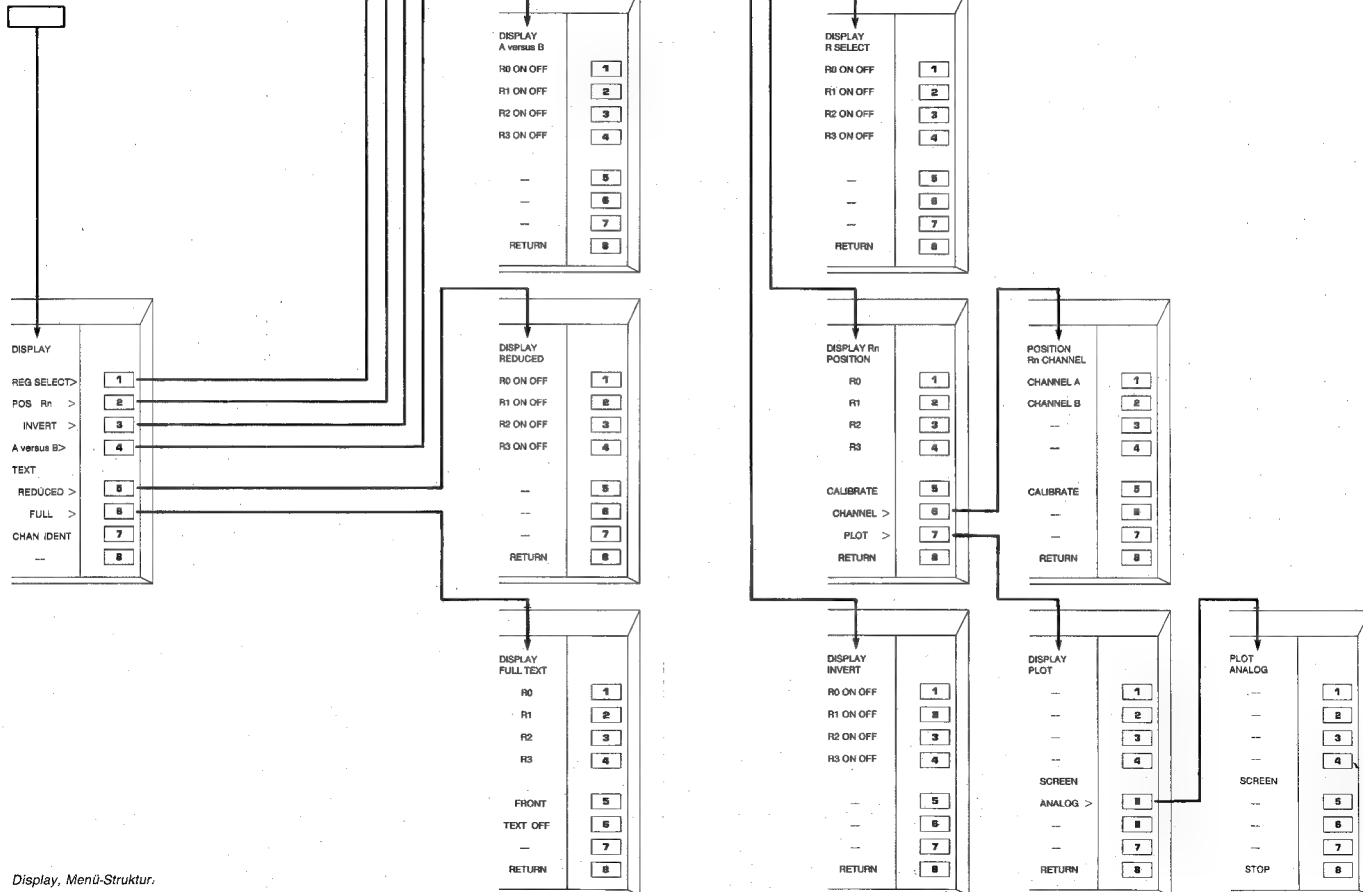 DISPLAY
A versus B
R0 ON OFF 1
R1 ON OFF 2
R2 ON OFF 3
R3 ON OFF 4
— 5
— 6
— 7
RETURN 8
DISPLAY
R SELECT
R0 ON OFF 1
R1 ON OFF 2
R2 ON OFF 3
R3 ON OFF 4
— 5
— 6
— 7
RETURN 8
DISPLAY
REG SELECT> 1
POS Rn > 2
INVERT > 3
A versus B> 4
TEXT
REDUCED > 5
FULL > 6
CHAN IDENT 7
— 8
DISPLAY
REDUCED
R0 ON OFF 1
R1 ON OFF 2
R2 ON OFF 3
R3 ON OFF 4
— 5
— 6
— 7
RETURN 8
DISPLAY Rn
POSITION
R0 1
R1 2
R2 3
R3 4
CALIBRATE 5
CHANNEL > 6
PLOT > 7
RETURN 8
POSITION
Rn CHANNEL
CHANNEL A 1
CHANNEL B 2
— 3
— 4
CALIBRATE 5
— 6
— 7
RETURN 8
DISPLAY
FULL TEXT
R0 1
R1 2
R2 3
R3 4
FRONT 5
TEXT OFF 6
— 7
RETURN 8
DISPLAY
INVERT
R0 ON OFF 1
R1 ON OFF 2
R2 ON OFF 3
R3 ON OFF 4
— 5
— 6
— 7
RETURN 8
DISPLAY
PLOT
— 1
— 2
— 3
— 4
SCREEN
ANALOG > 5
— 6
— 7
RETURN 8
PLOT
ANALOG
— 1
— 2
— 3
— 4
SCREEN
— 5
— 6
— 7
STOP 8
Display, Menü-Struktur.